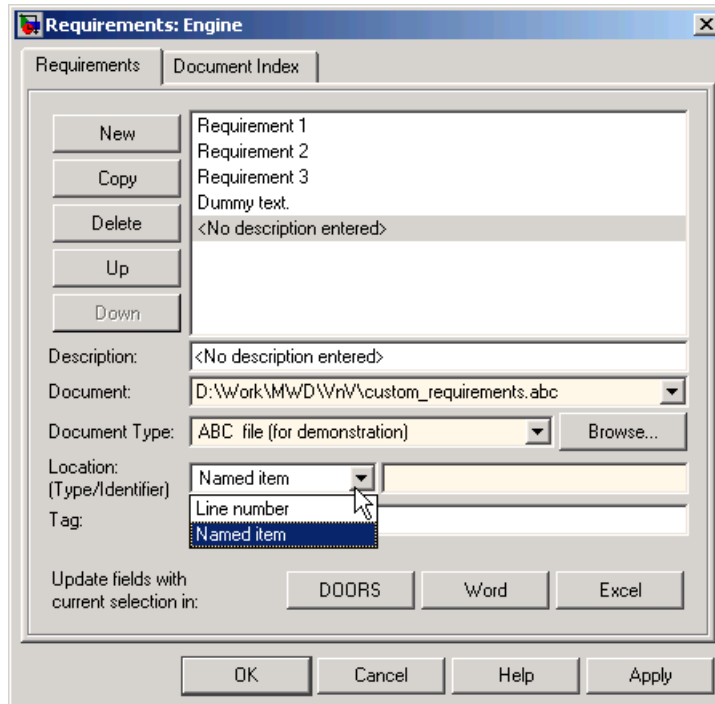 Requirements: Engine
Requirements
Document Index
New
Copy
Delete
Up
Down
Requirement 1
Requirement 2
Requirement 3
Dummy text.
<No description entered>
Description: <No description entered>
Document: D:\Work\MWD\VnV\custom_requirements.abc
Document Type: ABC file (for demonstration) Browse...
Location:
(Type/Identifier)
Named item
Line number
Named item
Tag:
Update fields with
current selection in:
DOORS Word Excel
OK Cancel Help Apply